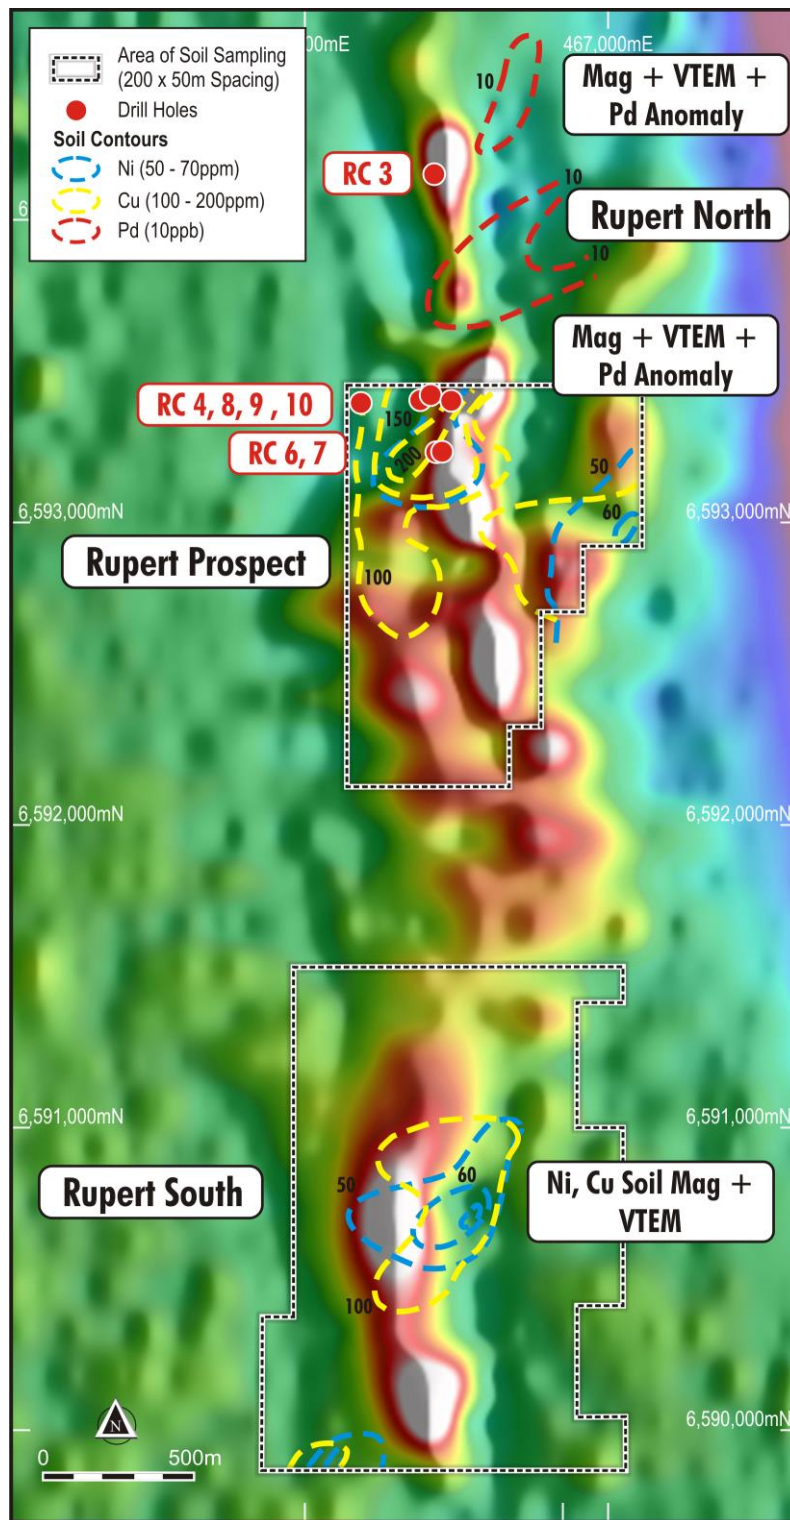 Area of Soil Sampling
(200 x 50m Spacing)
Drill Holes
Soil Contours
Ni (50 - 70ppm)
Cu (100 - 200ppm)
Pd (10ppb)
467,000mE
10
Mag + VTEM +
Pd Anomaly
RC 3
10
Rupert North
10
Mag + VTEM +
Pd Anomaly
RC 4, 8, 9 , 10
150
RC 6, 7
200
50
60
6,593,000mN
6,593,000mN
Rupert Prospect
100
6,592,000mN
6,592,000mN
6,591,000mN
6,591,000mN
Rupert South
50
60
Ni, Cu Soil Mag +
VTEM
100
N
6,590,000mN
0
500m